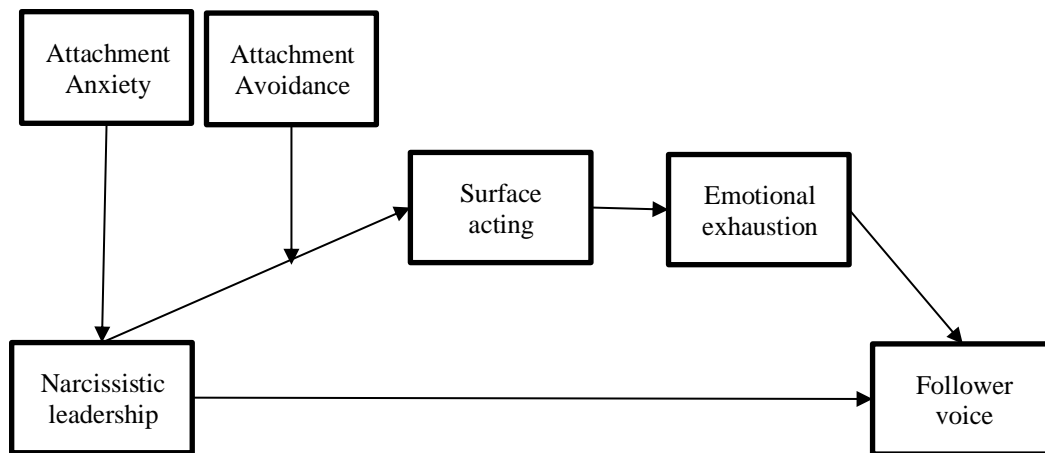 Attachment
Anxiety
Attachment
Avoidance
Surface
acting
Emotional
exhaustion
Narcissistic
leadership
Follower
voice